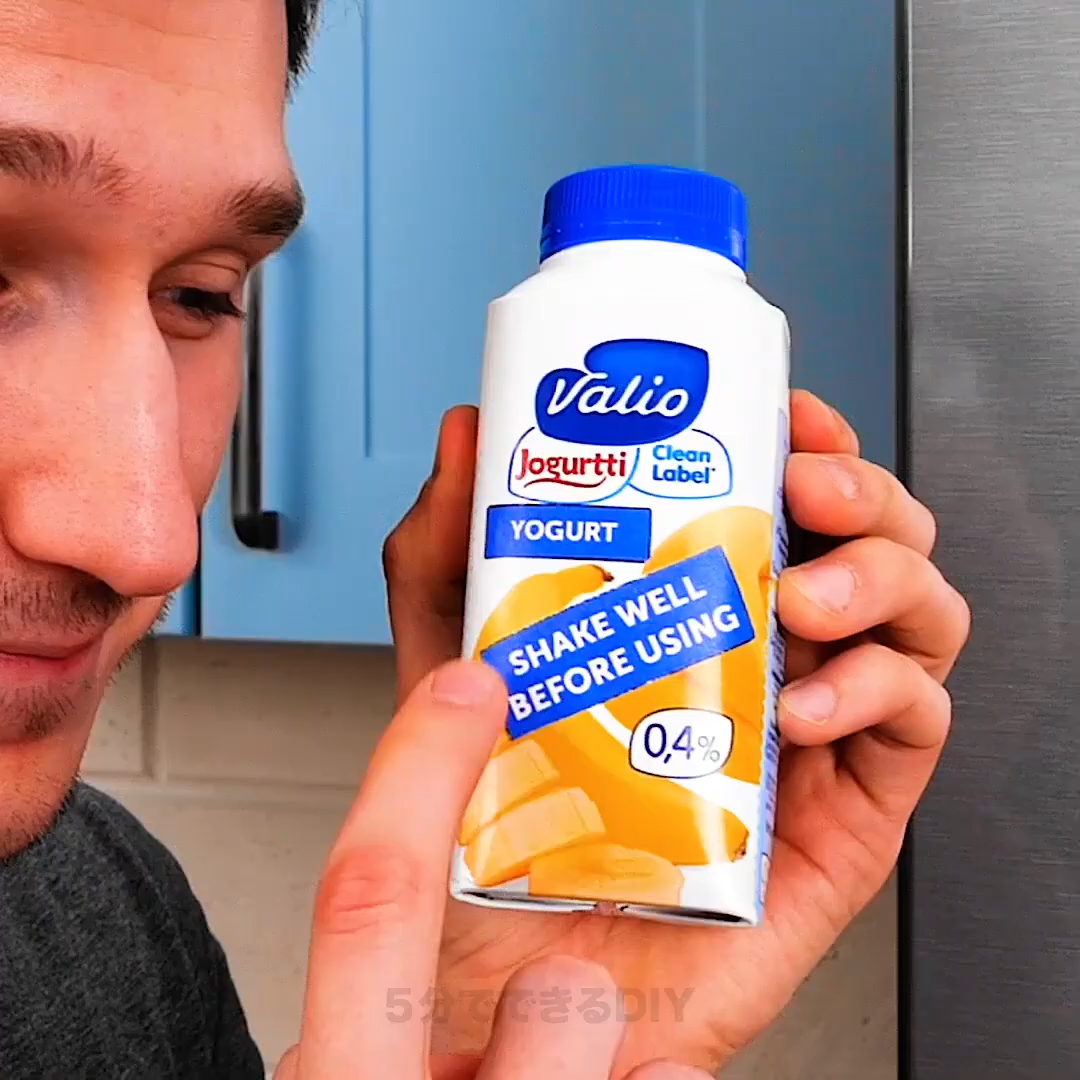 Valio
Jogurtti
Clean
Label*
YOGURT
SHAKE WELL
BEFORE USING
0,4%
5分でできるDIY